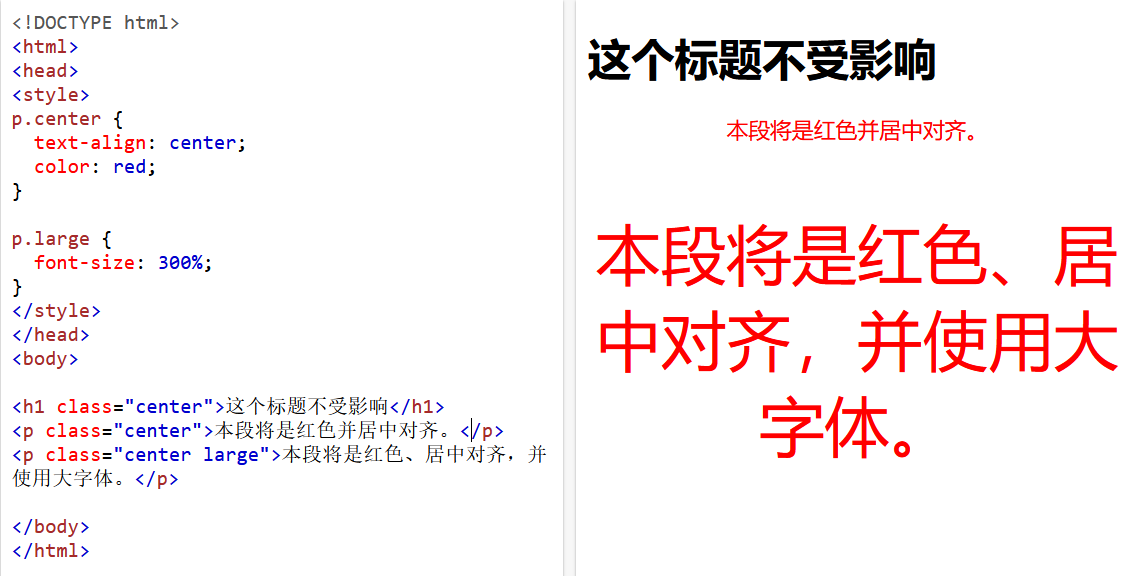 <!DOCTYPE html>
<html>
<head>
<style>
p.center {
  text-align: center;
  color: red;
}

p.large {
  font-size: 300%;
}
</style>
</head>
<body>

<h1 class="center">这个标题不受影响</h1>
<p class="center">本段将是红色并居中对齐。</p>
<p class="center large">本段将是红色、居中对齐，并
使用大字体。</p>

</body>
</html>
这个标题不受影响
本段将是红色并居中对齐。
本段将是红色、居
中对齐，并使用大
字体。